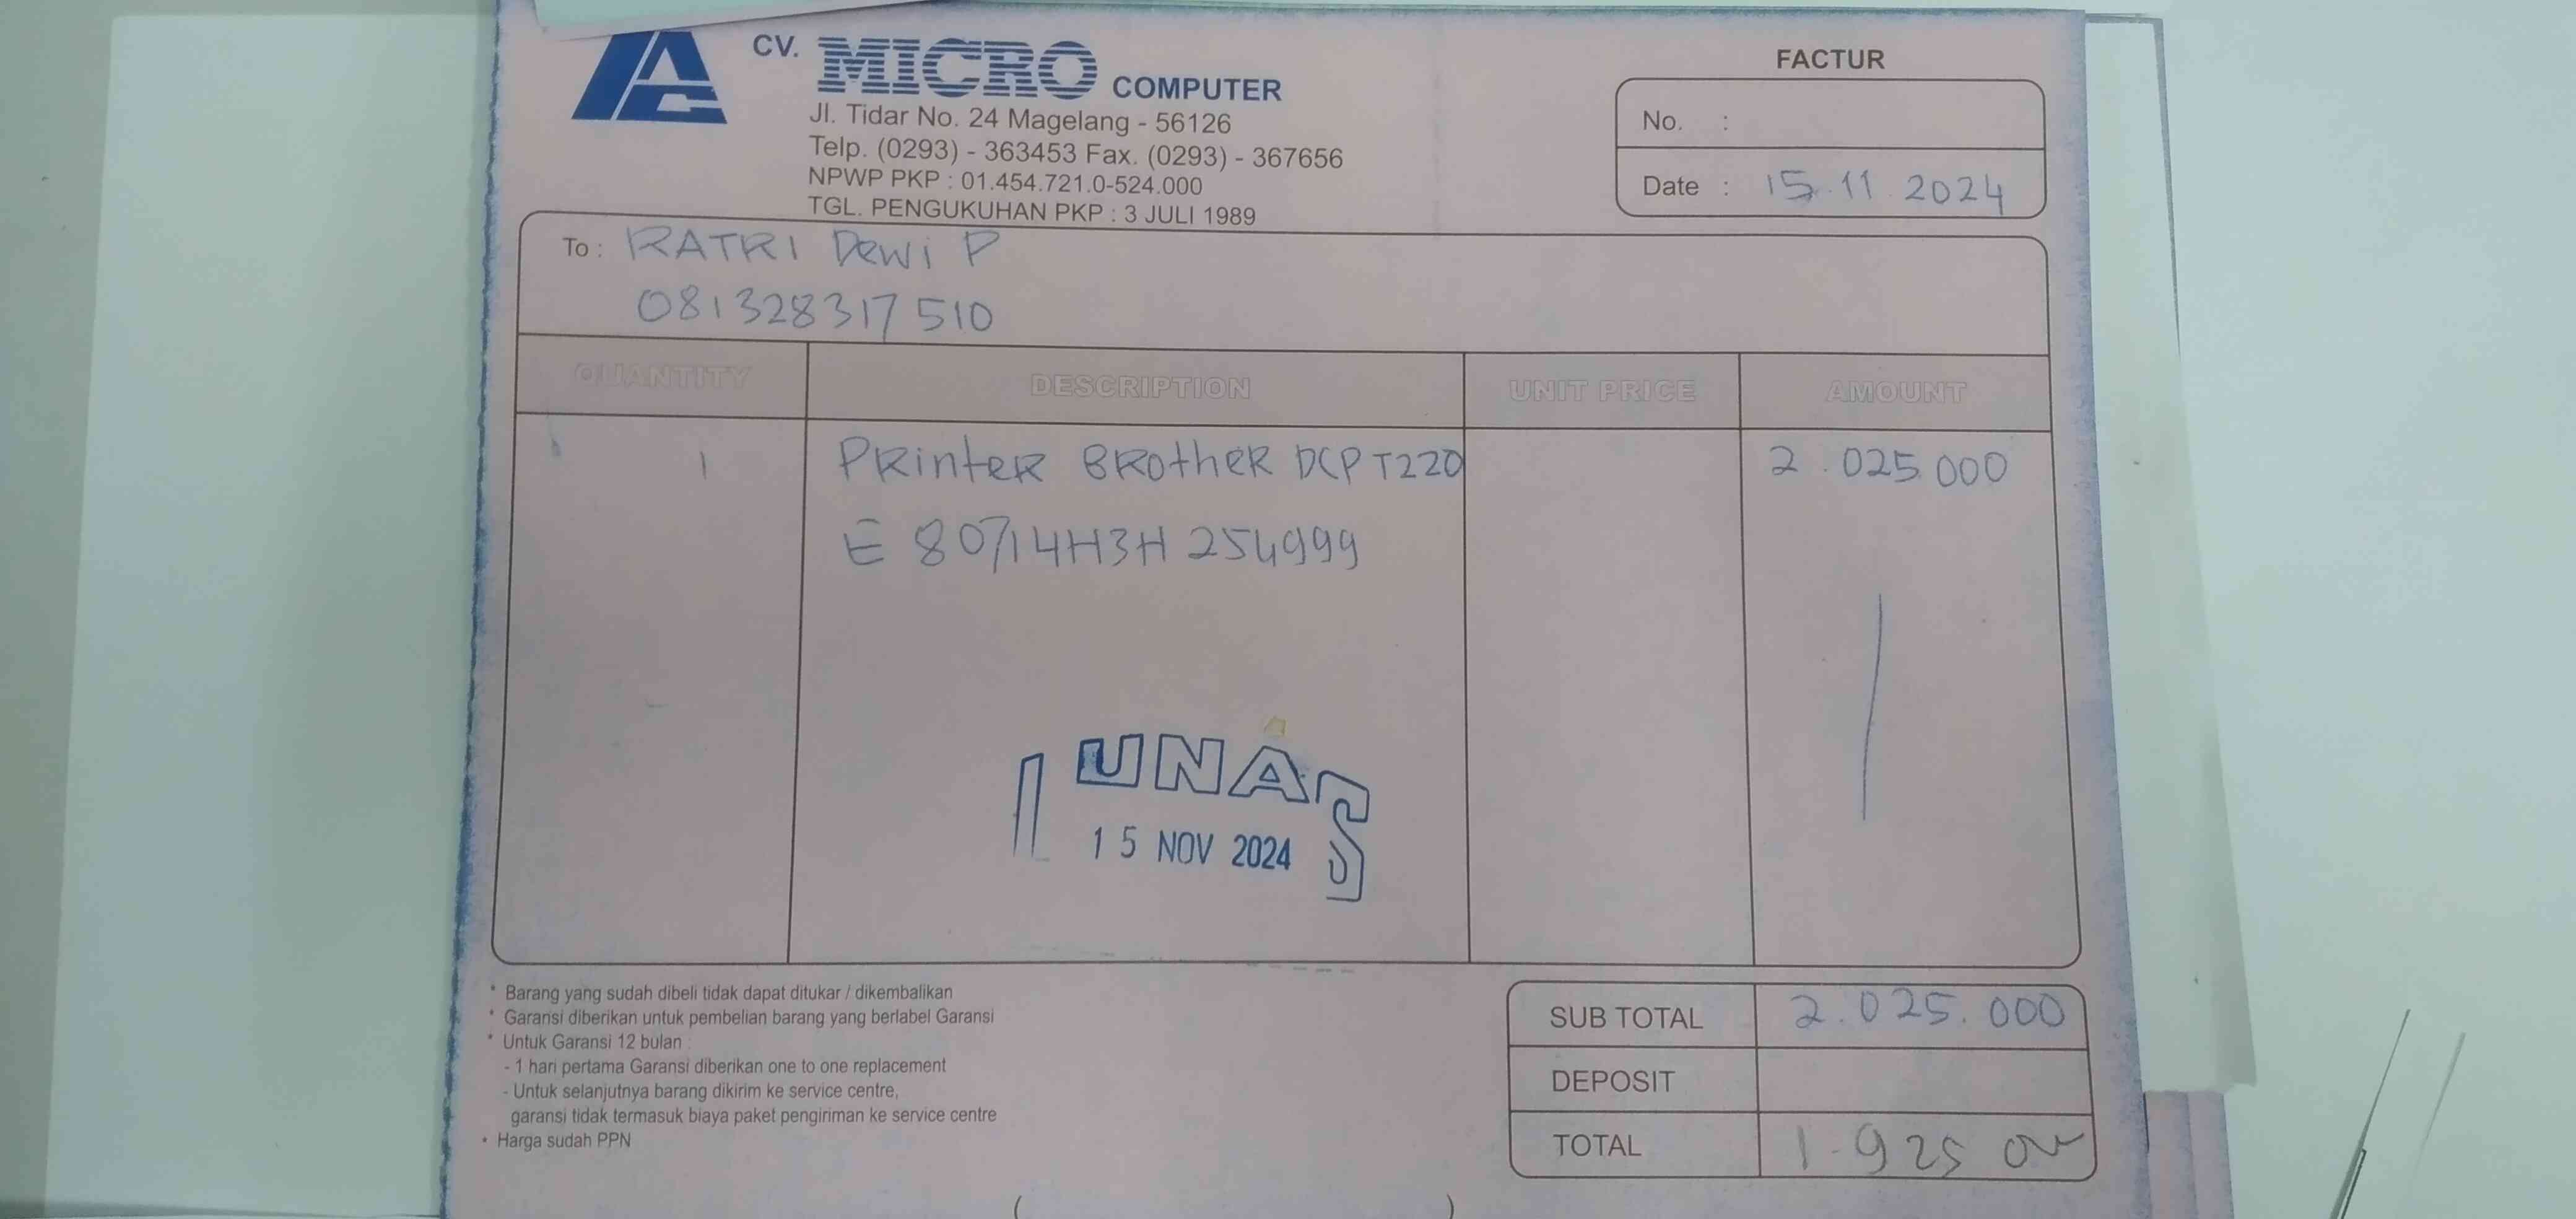 CV. MICRO COMPUTER
Jl. Tidar No. 24 Magelang - 56126
Telp. (0293) - 363453 Fax. (0293) - 367656
NPWP PKP : 01.454.721.0-524.000
TGL. PENGUKUHAN PKP : 3 JULI 1989
FACTUR
No. :
Date : 15.11.2024
To : RATRI Dewi P
081328317510
QUANTITY DESCRIPTION UNIT PRICE AMOUNT
1 PRinteR BRotheR DCP T220 2.025.000
E 80714H3H 254999
LUNAS
15 NOV 2024
* Barang yang sudah dibeli tidak dapat ditukar / dikembalikan
* Garansi diberikan untuk pembelian barang yang berlabel Garansi
* Untuk Garansi 12 bulan :
- 1 hari pertama Garansi diberikan one to one replacement
- Untuk selanjutnya barang dikirim ke service centre,
garansi tidak termasuk biaya paket pengiriman ke service centre
* Harga sudah PPN
SUB TOTAL 2.025.000
DEPOSIT
TOTAL 1.925
( )